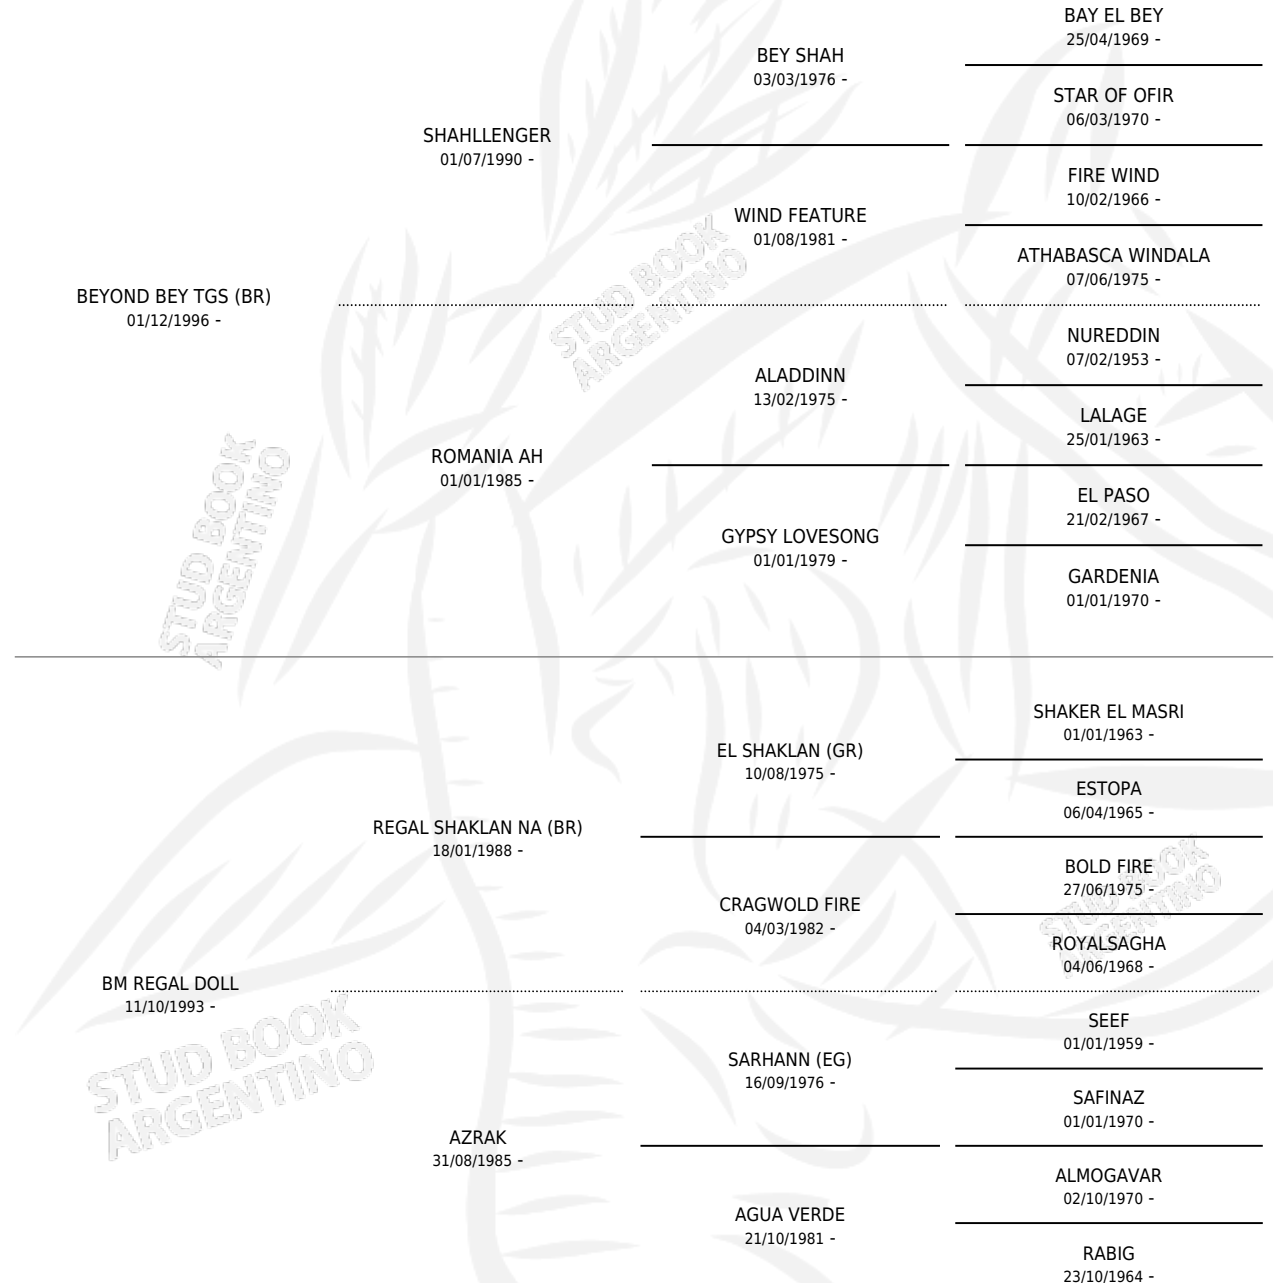 BAY EL BEY
25/04/1969 -
BEY SHAH
03/03/1976 -
STAR OF OFIR
06/03/1970 -
SHAHLLENGER
01/07/1990 -
FIRE WIND
10/02/1966 -
WIND FEATURE
01/08/1981 -
ATHABASCA WINDALA
07/06/1975 -
BEYOND BEY TGS (BR)
01/12/1996 -
NUREDDIN
07/02/1953 -
ALADDINN
13/02/1975 -
LALAGE
25/01/1963 -
ROMANIA AH
01/01/1985 -
EL PASO
21/02/1967 -
GYPSY LOVESONG
01/01/1979 -
GARDENIA
01/01/1970 -
SHAKER EL MASRI
01/01/1963 -
EL SHAKLAN (GR)
10/08/1975 -
ESTOPA
06/04/1965 -
REGAL SHAKLAN NA (BR)
18/01/1988 -
BOLD FIRE
27/06/1975 -
CRAGWOLD FIRE
04/03/1982 -
ROYALSAGHA
04/06/1968 -
BM REGAL DOLL
11/10/1993 -
SEEF
01/01/1959 -
SARHANN (EG)
16/09/1976 -
SAFINAZ
01/01/1970 -
AZRAK
31/08/1985 -
ALMOGAVAR
02/10/1970 -
AGUA VERDE
21/10/1981 -
RABIG
23/10/1964 -
STUD BOOK
ARGENTINO
STUD BOOK
ARGENTINO
STUD BOOK
ARGENTINO
STUD BOOK
ARGENTINO